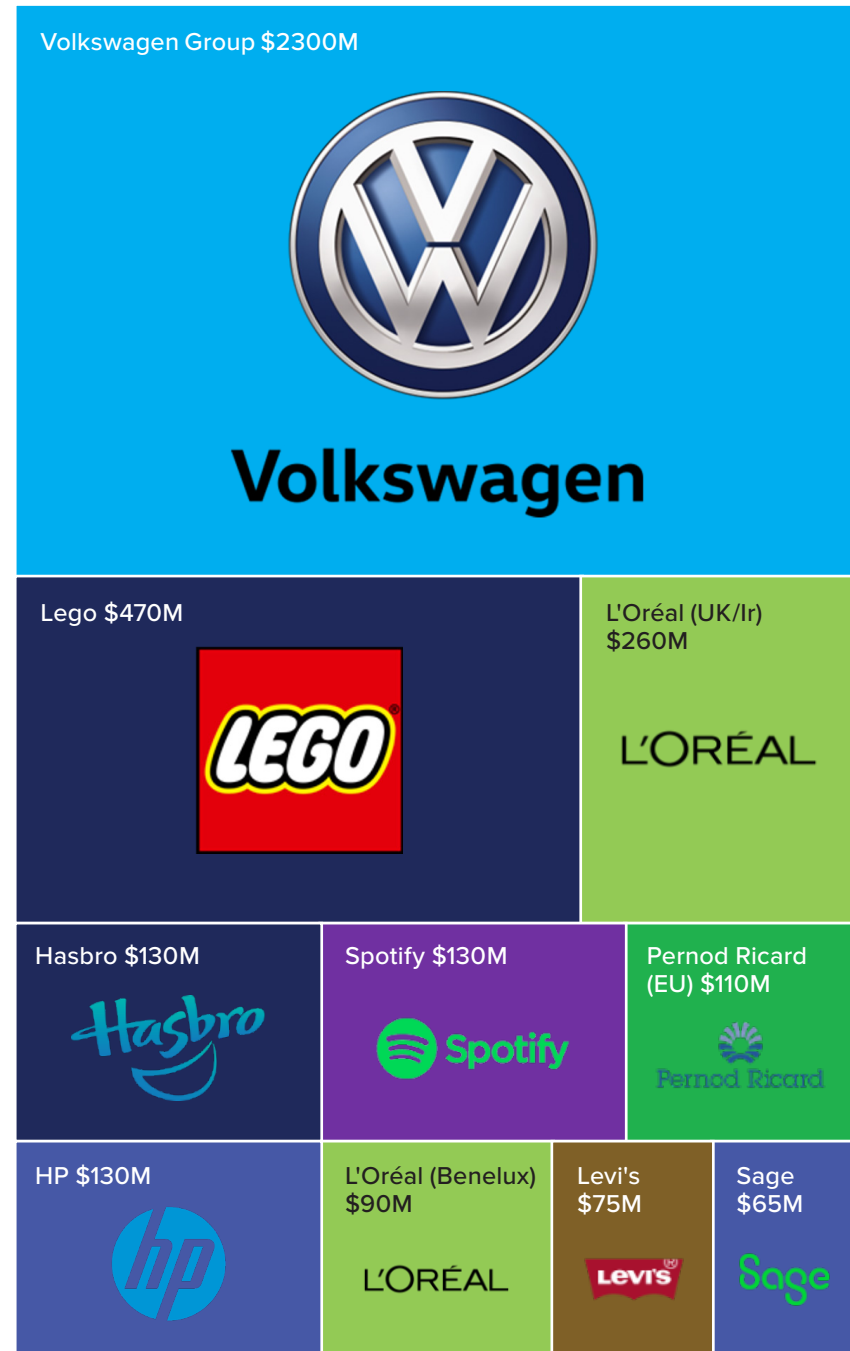 Volkswagen Group $2300M
Volkswagen
Lego $470M
LEGO®
L'Oréal (UK/Ir)
$260M
L'ORÉAL
Hasbro $130M
Hasbro
Spotify $130M
Spotify
Pernod Ricard
(EU) $110M
Pernod Ricard
HP $130M
hp
L'Oréal (Benelux)
$90M
L'ORÉAL
Levi's
$75M
LEVI'S®
Sage
$65M
Sage